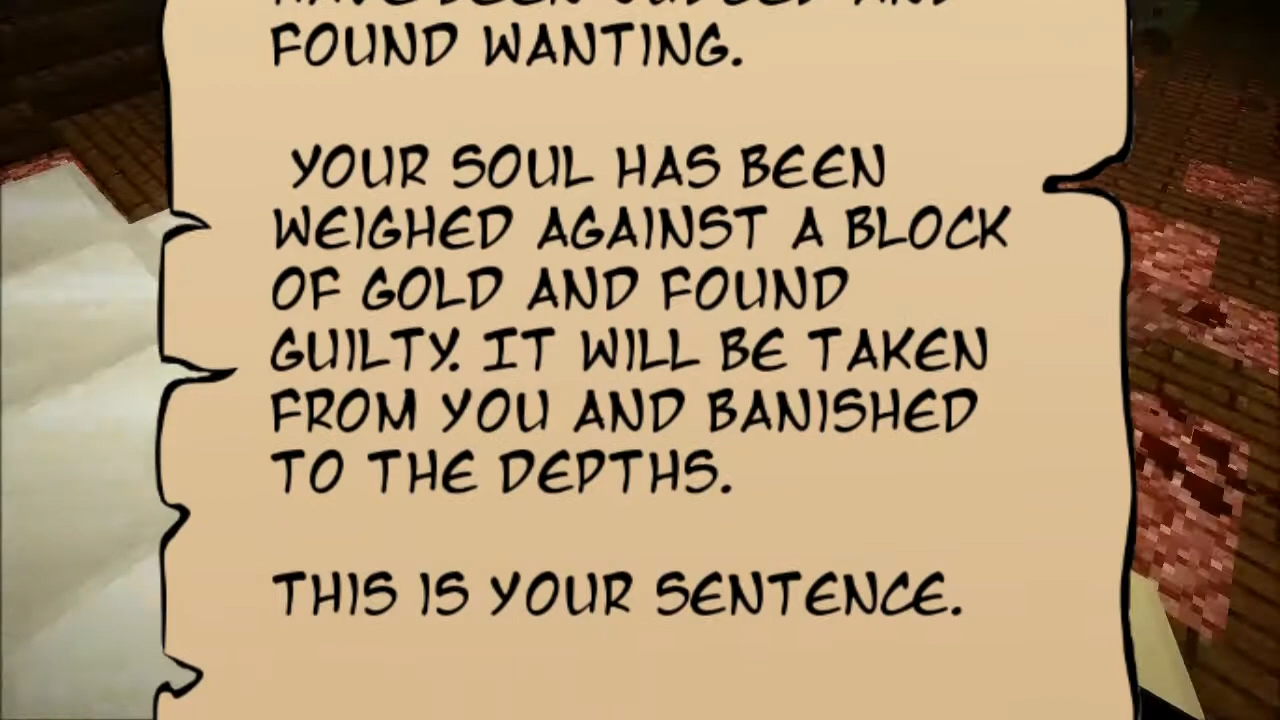 FOUND WANTING.
YOUR SOUL HAS BEEN
WEIGHED AGAINST A BLOCK
OF GOLD AND FOUND
GUILTY. IT WILL BE TAKEN
FROM YOU AND BANISHED
TO THE DEPTHS.
THIS IS YOUR SENTENCE.